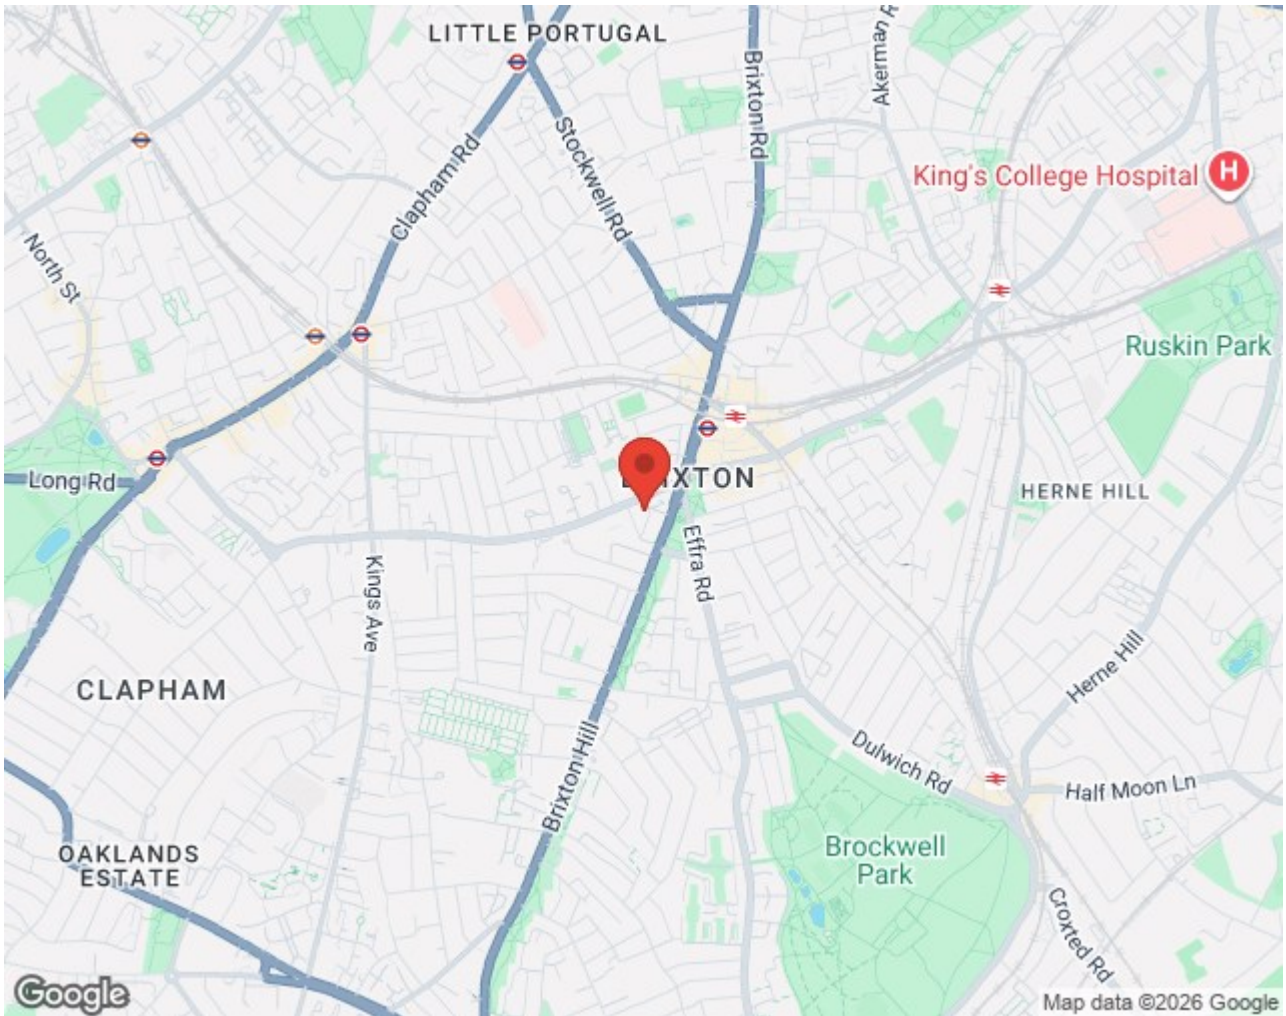 LITTLE PORTUGAL
Brixton Rd
Akerman R
Clapham Rd
Stockwell Rd
King's College Hospital
H
North St
Ruskin Park
Long Rd
XTON
HERNE HILL
Effra Rd
Kings Ave
Herne Hill
CLAPHAM
Brixton Hill
Dulwich Rd
Half Moon Ln
OAKLANDS
ESTATE
Brockwell
Park
Croxted Rd
Google
Map data ©2026 Google